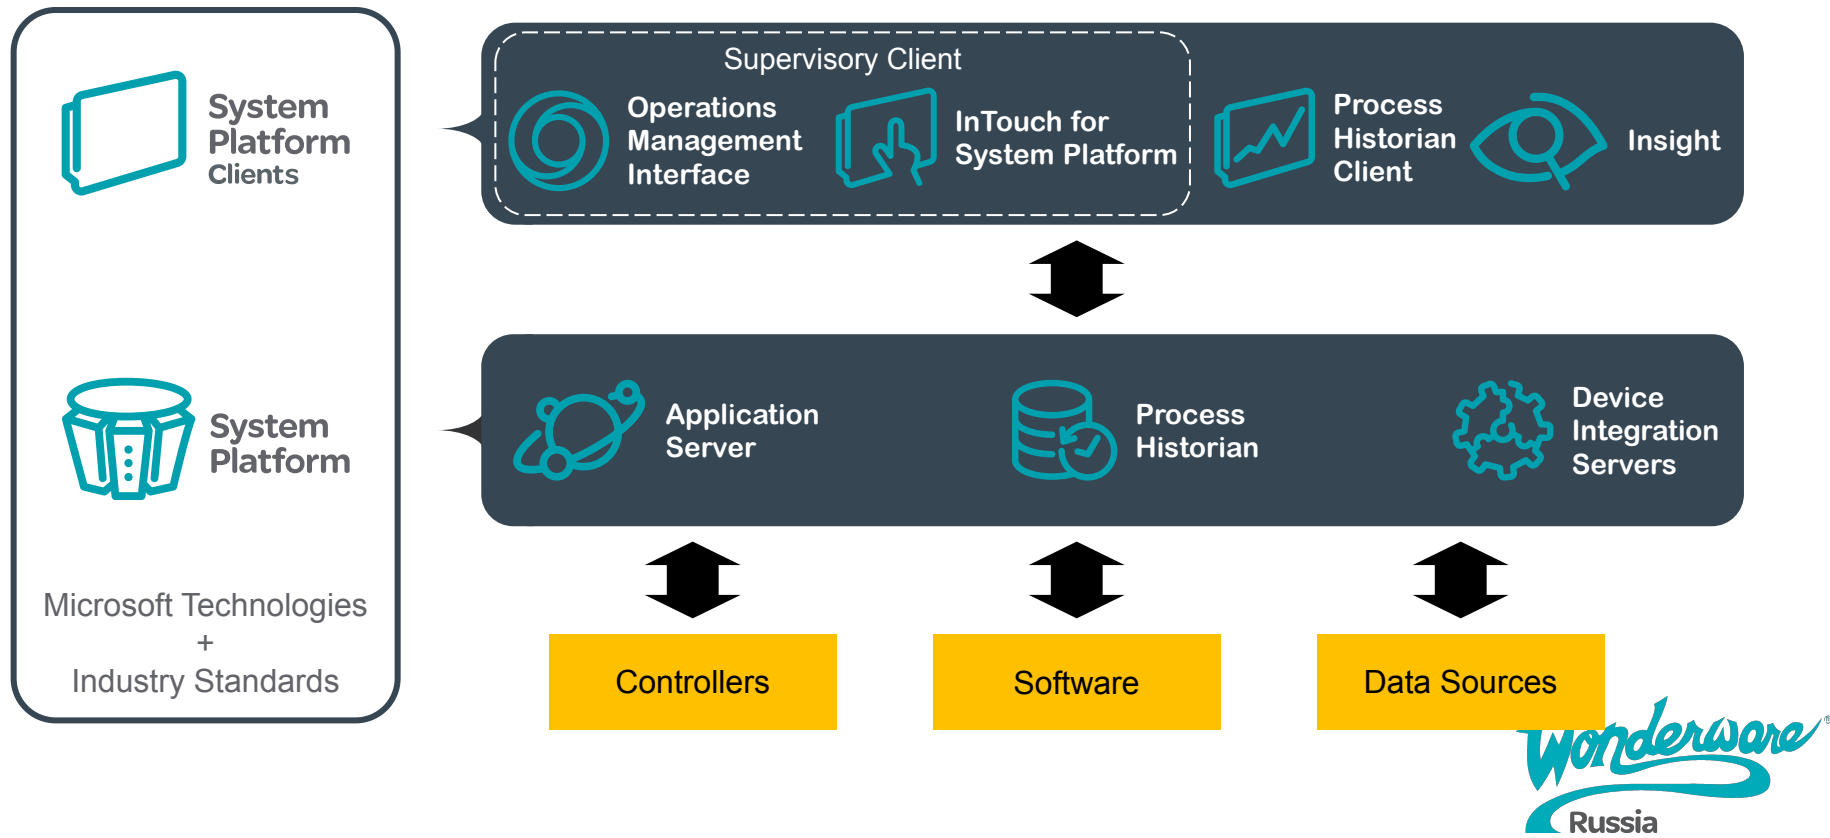 System
Platform
Clients
System
Platform
Microsoft Technologies
+
Industry Standards
Supervisory Client
Operations
Management
Interface
InTouch for
System Platform
Process
Historian
Client
Insight
Application
Server
Process
Historian
Device
Integration
Servers
Controllers
Software
Data Sources
Wonderware®
Russia